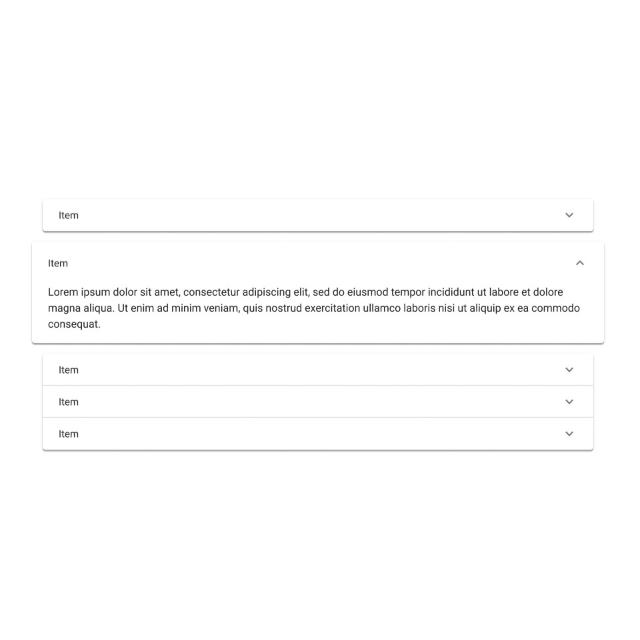 Item
Item
Lorem ipsum dolor sit amet, consectetur adipiscing elit, sed do eiusmod tempor incididunt ut labore et dolore
magna aliqua. Ut enim ad minim veniam, quis nostrud exercitation ullamco laboris nisi ut aliquip ex ea commodo
consequat.
Item
Item
Item